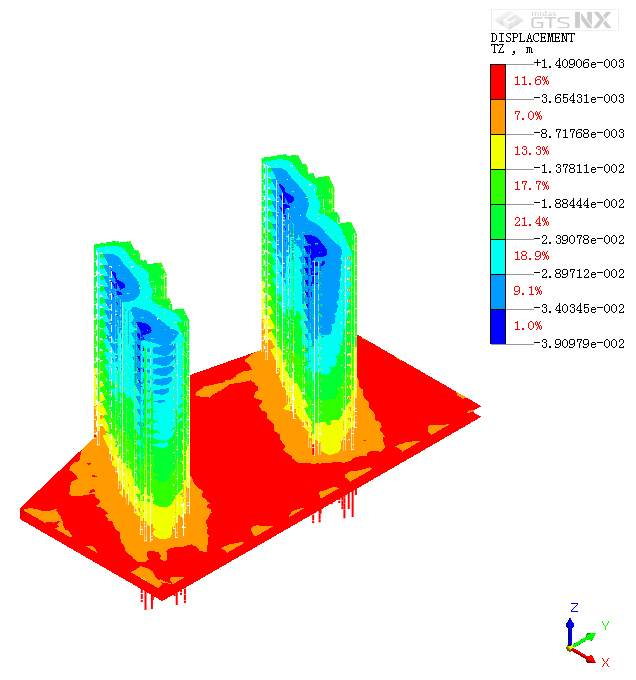 midas
GTS NX
DISPLACEMENT
TZ , m
+1.40906e-003
11.6%
-3.65431e-003
7.0%
-8.71768e-003
13.3%
-1.37811e-002
17.7%
-1.88444e-002
21.4%
-2.39078e-002
18.9%
-2.89712e-002
9.1%
-3.40345e-002
1.0%
-3.90979e-002
Z
Y
X